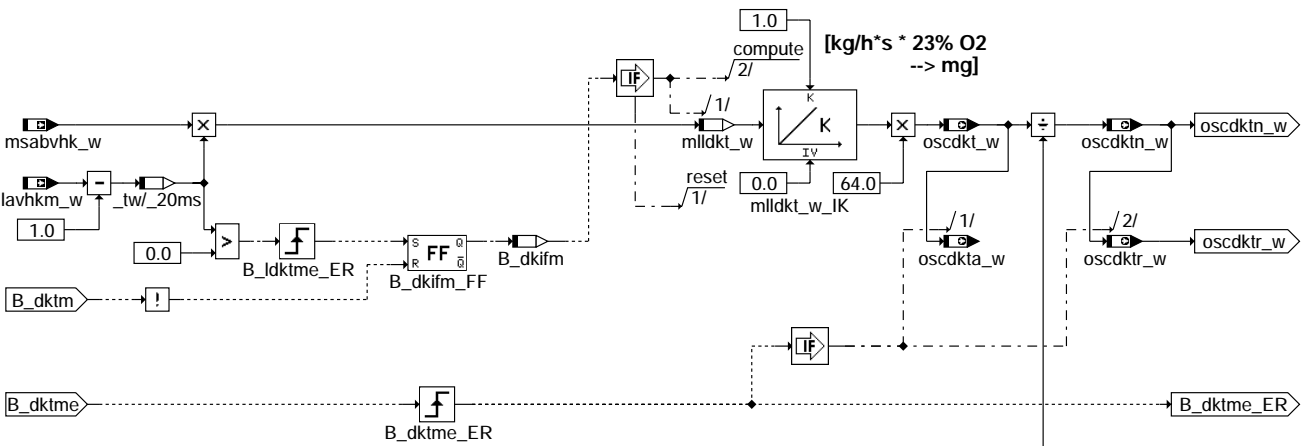 1.0
[kg/h*s * 23% O2
--> mg]
compute
2/
IF
K
1/
K
msabvhk_w
mlldkt_w
IV
oscdkt_w
oscdktn_w
oscdktn_w
lavhkm_w
_tw/_20ms
reset
1/
0.0
64.0
mlldkt_w_IK
1.0
0.0
>
B_ldktme_ER
S
R
FF
Q
Q
B_dkifm_FF
B_dkifm
1/
oscdkta_w
2/
oscdktr_w
oscdktr_w
B_dktm
!
IF
B_dktme
B_dktme_ER
B_dktme_ER